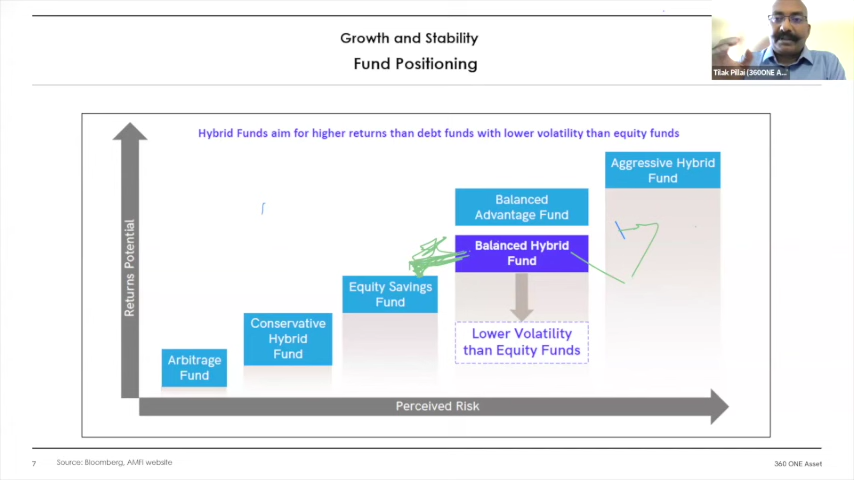 Growth and Stability
Fund Positioning
Tilak Pillai (360ONE A...
Hybrid Funds aim for higher returns than debt funds with lower volatility than equity funds
Returns Potential
Aggressive Hybrid
Fund
Balanced
Advantage Fund
Balanced Hybrid
Fund
Equity Savings
Fund
Conservative
Hybrid
Fund
Lower Volatility
than Equity Funds
Arbitrage
Fund
Perceived Risk
7
Source: Bloomberg, AMFI website
360 ONE Asset